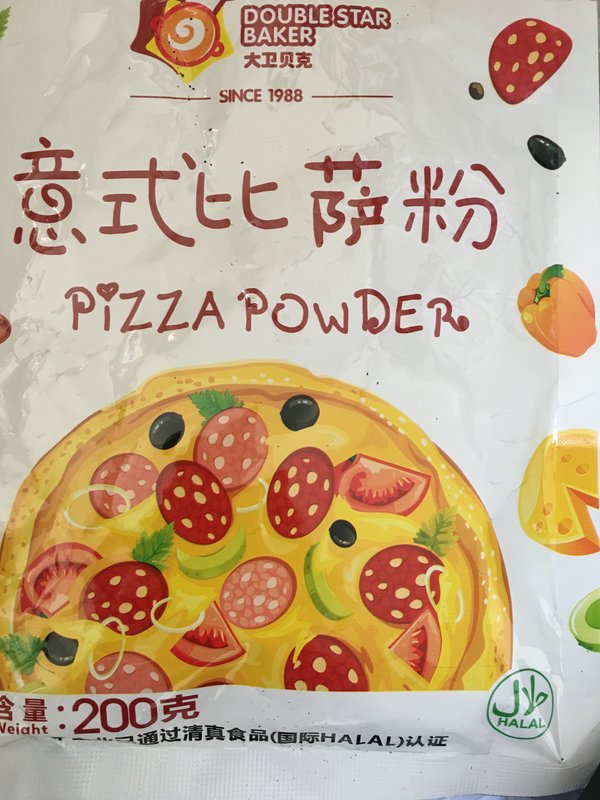 DOUBLE STAR
BAKER
大卫贝克
SINCE 1988
意式比萨粉
PIZZA POWDER
含量:200克
Weight
通过清真食品(国际HALAL)认证
حلال
HALAL